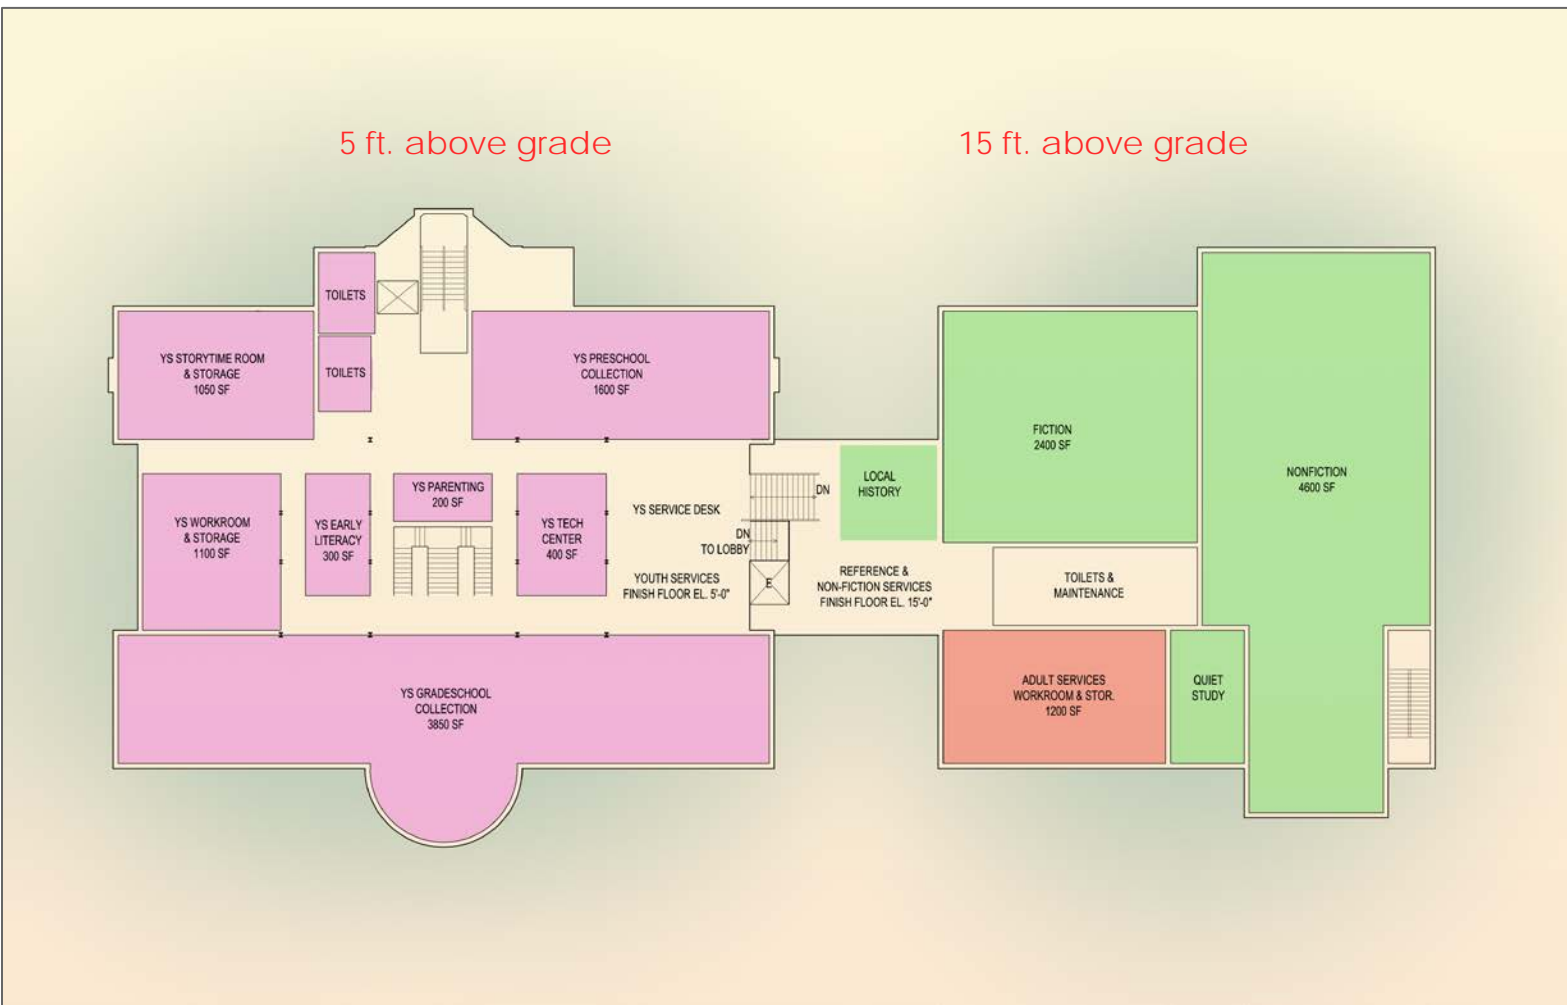 5 ft. above grade
15 ft. above grade
TOILETS
YS STORYTIME ROOM
& STORAGE
1050 SF
TOILETS
YS PRESCHOOL
COLLECTION
1600 SF
FICTION
2400 SF
NONFICTION
4600 SF
LOCAL
HISTORY
DN
YS PARENTING
200 SF
YS WORKROOM
& STORAGE
1100 SF
YS EARLY
LITERACY
300 SF
YS TECH
CENTER
400 SF
YS SERVICE DESK
DN
TO LOBBY
E
YOUTH SERVICES
FINISH FLOOR EL. 5'-0"
REFERENCE &
NON-FICTION SERVICES
FINISH FLOOR EL. 15'-0"
TOILETS &
MAINTENANCE
YS GRADESCHOOL
COLLECTION
3850 SF
ADULT SERVICES
WORKROOM & STOR.
1200 SF
QUIET
STUDY